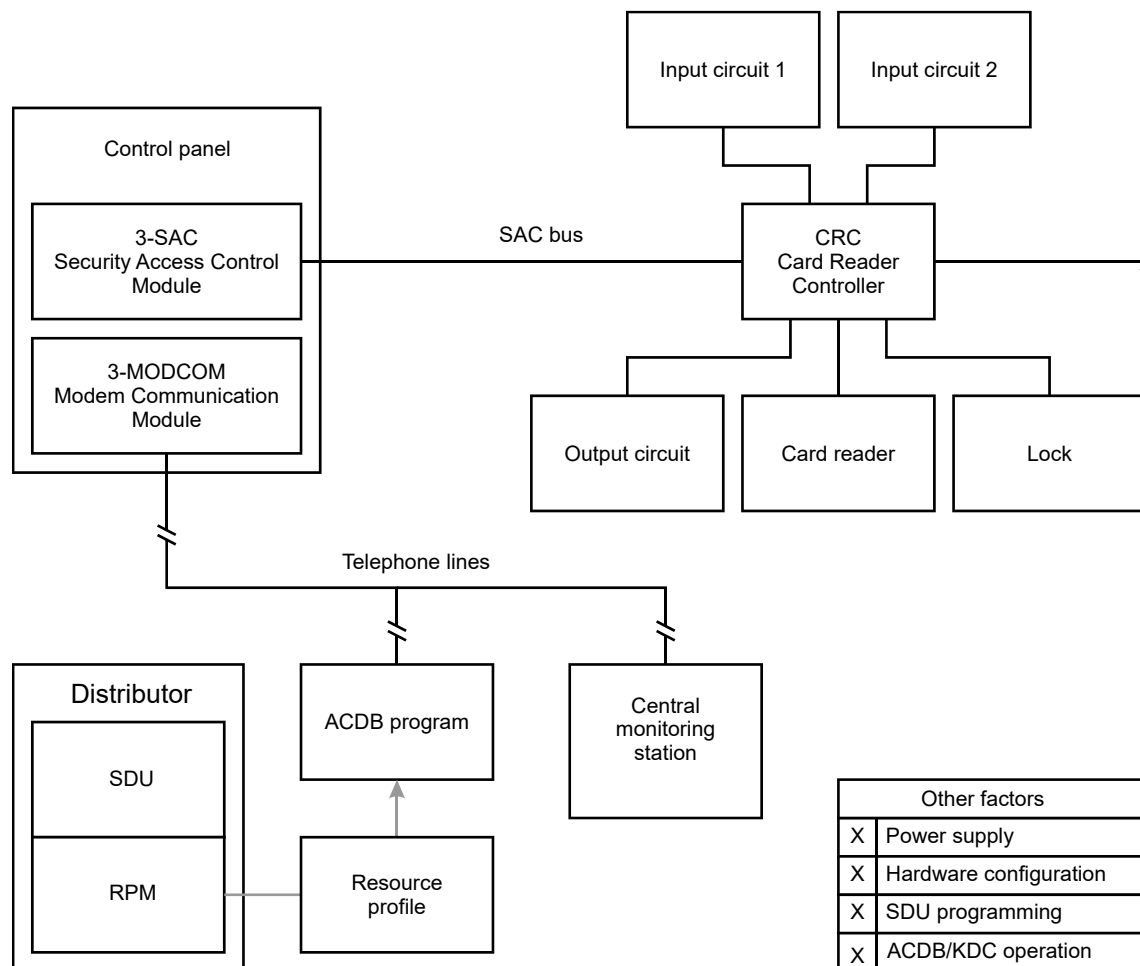 Input circuit 1
Input circuit 2
Control panel
3-SAC
Security Access Control
Module
SAC bus
CRC
Card Reader
Controller
3-MODCOM
Modem Communication
Module
Output circuit
Card reader
Lock
Telephone lines
Distributor
SDU
RPM
ACDB program
Resource
profile
Central
monitoring
station
Other factors
X Power supply
X Hardware configuration
X SDU programming
X ACDB/KDC operation